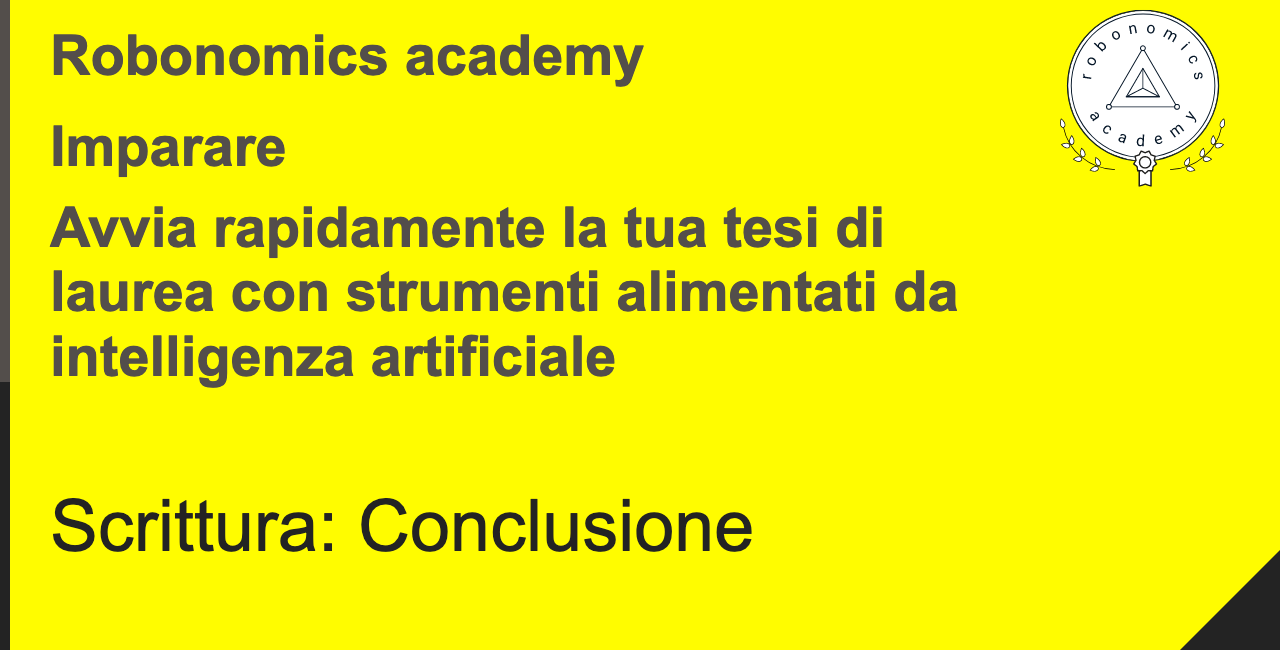 Robonomics academy
Imparare
Avvia rapidamente la tua tesi di
laurea con strumenti alimentati da
intelligenza artificiale
Scrittura: Conclusione
robonomics
academy